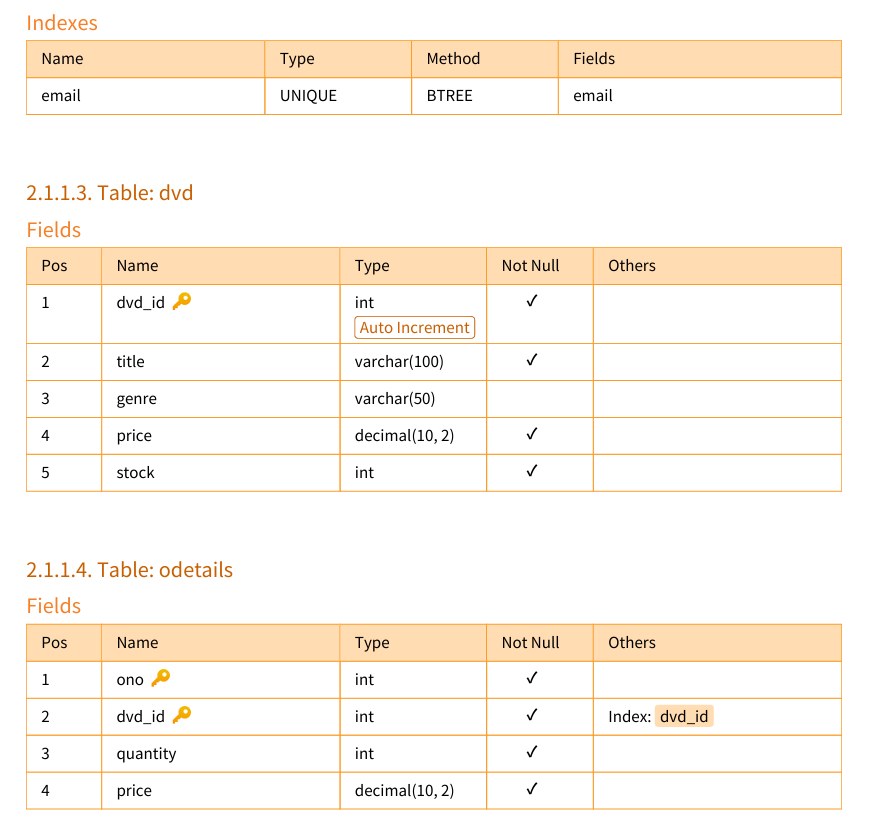 Indexes
Name Type Method Fields
email UNIQUE BTREE email
2.1.1.3. Table: dvd
Fields
Pos Name Type Not Null Others
1 dvd_id int ✓
Auto Increment
2 title varchar(100) ✓
3 genre varchar(50)
4 price decimal(10, 2) ✓
5 stock int ✓
2.1.1.4. Table: odetails
Fields
Pos Name Type Not Null Others
1 ono int ✓
2 dvd_id int ✓ Index: dvd_id
3 quantity int ✓
4 price decimal(10, 2) ✓